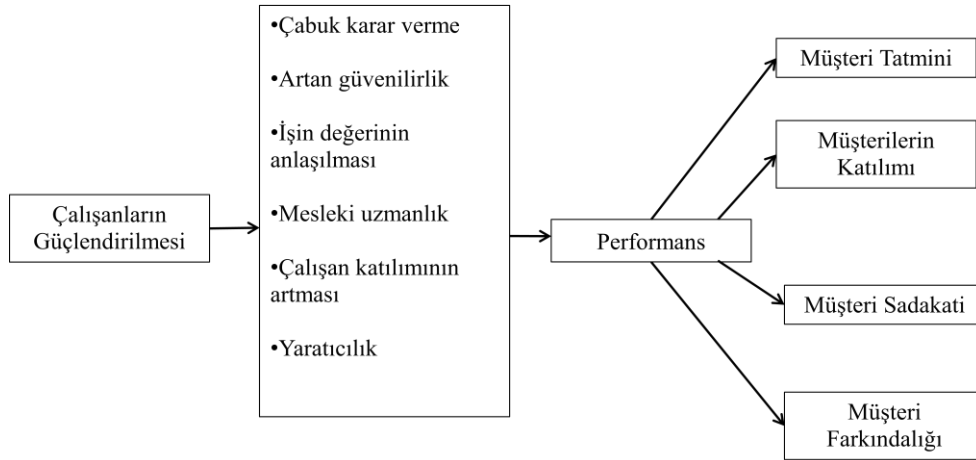 Çalışanların
Güçlendirilmesi
•Çabuk karar verme
•Artan güvenilirlik
•İşin değerinin
anlaşılması
•Mesleki uzmanlık
•Çalışan katılımının
artması
•Yaratıcılık
Performans
Müşteri Tatmini
Müşterilerin
Katılımı
Müşteri Sadakati
Müşteri
Farkındalığı